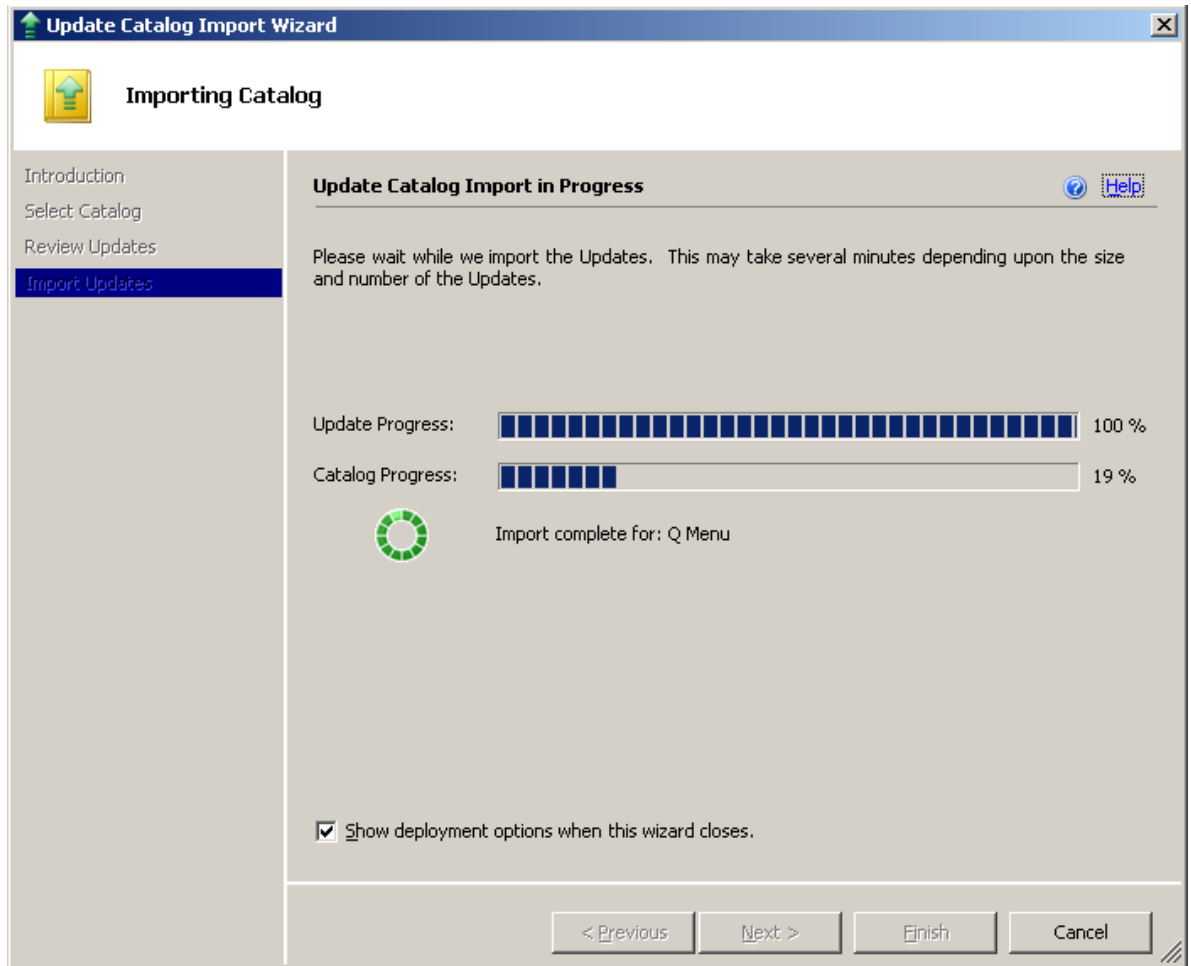 Update Catalog Import Wizard
Importing Catalog
Introduction
Select Catalog
Review Updates
Import Updates
Update Catalog Import in Progress
Help
Please wait while we import the Updates.  This may take several minutes depending upon the size
and number of the Updates.
Update Progress:
100 %
Catalog Progress:
19 %
Import complete for: Q Menu
Show deployment options when this wizard closes.
< Previous
Next >
Finish
Cancel